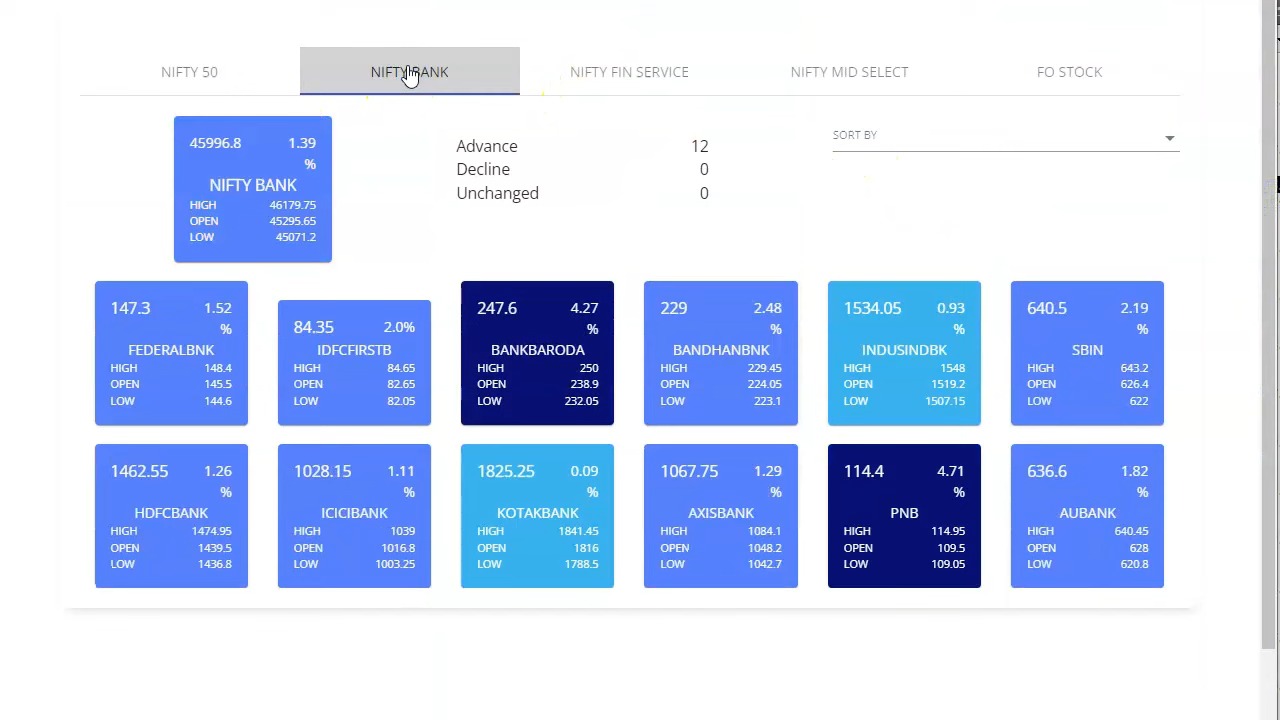 NIFTY 50 NIFTY BANK NIFTY FIN SERVICE NIFTY MID SELECT FO STOCK
45996.8 1.39
%
NIFTY BANK
HIGH 46179.75
OPEN 45295.65
LOW 45071.2
Advance 12
Decline 0
Unchanged 0
SORT BY
147.3 1.52
%
FEDERALBNK
HIGH 148.4
OPEN 145.5
LOW 144.6
84.35 2.0%
IDFCFIRSTB
HIGH 84.65
OPEN 82.65
LOW 82.05
247.6 4.27
%
BANKBARODA
HIGH 250
OPEN 238.9
LOW 232.05
229 2.48
%
BANDHANBNK
HIGH 229.45
OPEN 224.05
LOW 223.1
1534.05 0.93
%
INDUSINDBK
HIGH 1548
OPEN 1519.2
LOW 1507.15
640.5 2.19
%
SBIN
HIGH 643.2
OPEN 626.4
LOW 622
1462.55 1.26
%
HDFCBANK
HIGH 1474.95
OPEN 1439.5
LOW 1436.8
1028.15 1.11
%
ICICIBANK
HIGH 1039
OPEN 1016.8
LOW 1003.25
1825.25 0.09
%
KOTAKBANK
HIGH 1841.45
OPEN 1816
LOW 1788.5
1067.75 1.29
%
AXISBANK
HIGH 1084.1
OPEN 1048.2
LOW 1042.7
114.4 4.71
%
PNB
HIGH 114.95
OPEN 109.5
LOW 109.05
636.6 1.82
%
AUBANK
HIGH 640.45
OPEN 628
LOW 620.8